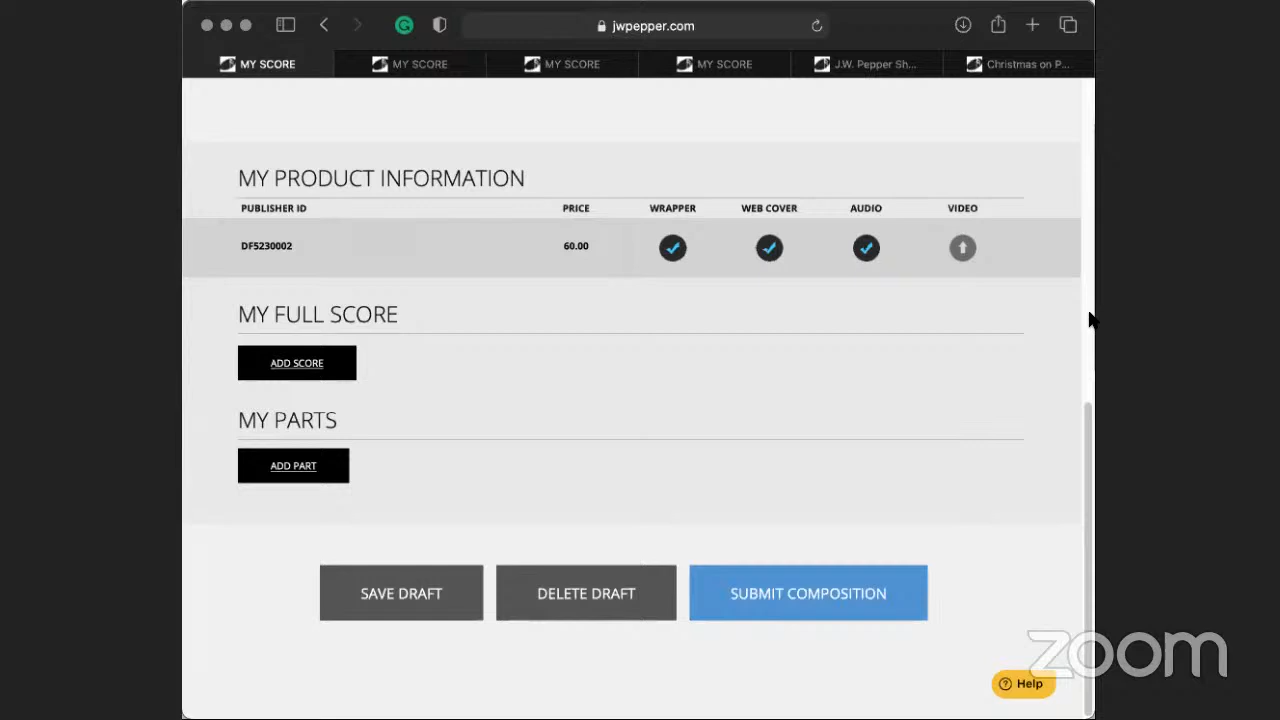 jwpepper.com
MY SCORE
MY SCORE
MY SCORE
MY SCORE
J.W. Pepper Sh...
Christmas on P...
MY PRODUCT INFORMATION
PUBLISHER ID PRICE WRAPPER WEB COVER AUDIO VIDEO
DF5230002 60.00
MY FULL SCORE
ADD SCORE
MY PARTS
ADD PART
SAVE DRAFT DELETE DRAFT SUBMIT COMPOSITION
zoom
Help